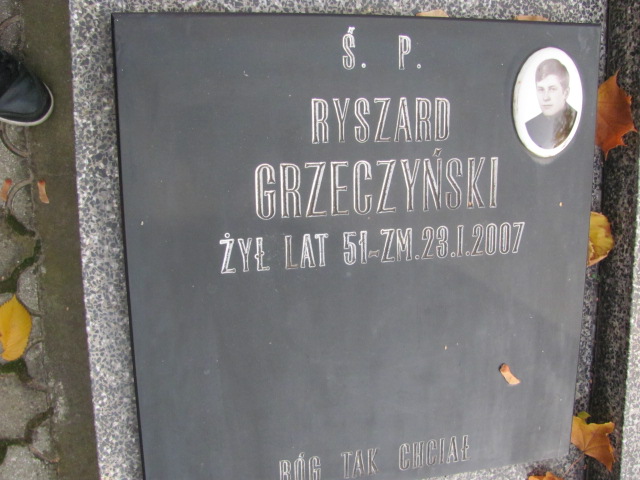 Ś. P.
RYSZARD
GRZECZYŃSKI
ŻYŁ LAT 51-ZM.23.I.2007
BÓG TAK CHCIAŁ